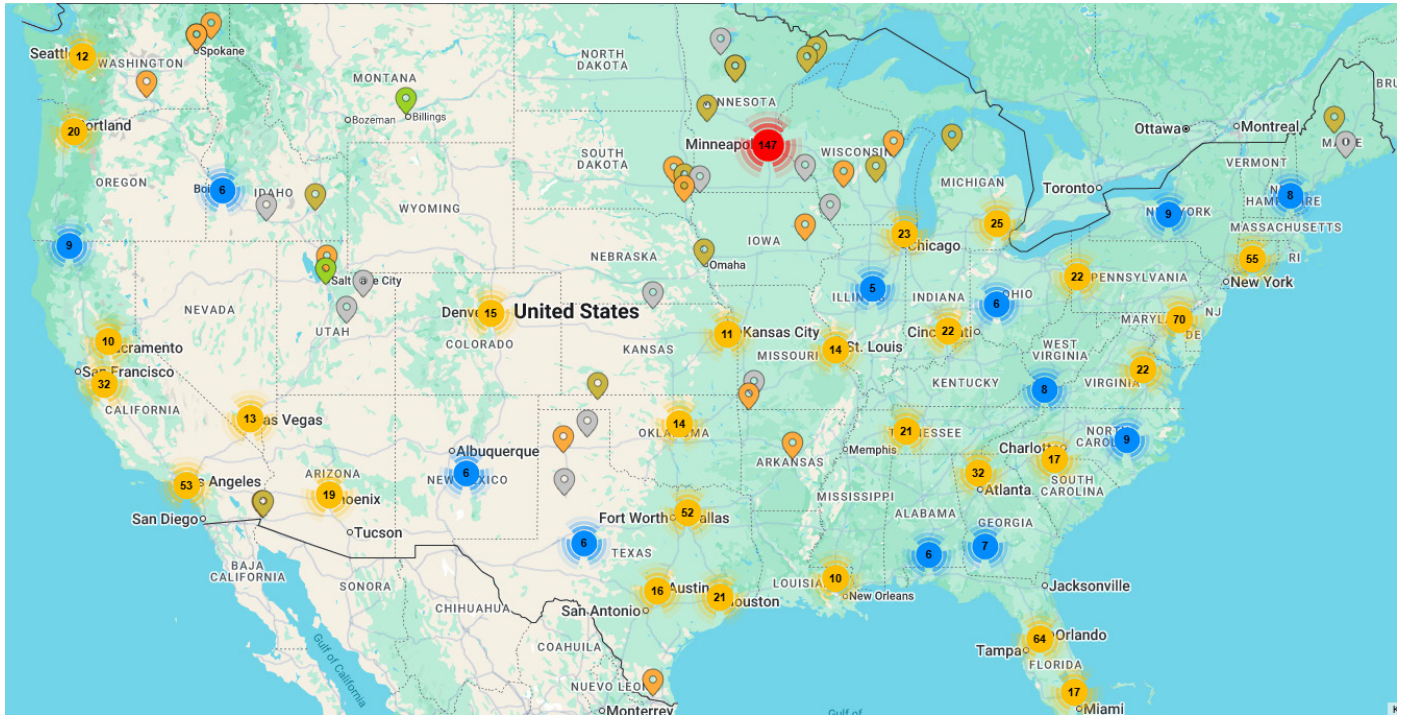 Seattle
12
WASHINGTON
Spokane
NORTH
DAKOTA
MONTANA
Billings
Bozeman
MINNESOTA
20
Portland
Ottawa
Montreal
MAINE
Minneapolis
147
WISCONSIN
SOUTH
DAKOTA
VERMONT
OREGON
6
IDAHO
MICHIGAN
Toronto
8
NEW
HAMPSHIRE
WYOMING
9
NEW YORK
MASSACHUSETTS
9
IOWA
23
Chicago
25
NEBRASKA
Omaha
55
RI
New York
22
PENNSYLVANIA
Salt Lake City
5
ILLINOIS
INDIANA
6
OHIO
NEVADA
UTAH
Denver
15
United States
COLORADO
MARYLAND
70
NJ
DE
10
Sacramento
KANSAS
11
Kansas City
MISSOURI
14
St. Louis
Cincinnati
22
WEST
VIRGINIA
San Francisco
32
CALIFORNIA
KENTUCKY
8
VIRGINIA
22
13
Las Vegas
14
OKLAHOMA
21
TENNESSEE
NORTH
CAROLINA
9
Albuquerque
6
NEW MEXICO
ARKANSAS
Memphis
Charlotte
17
53
Los Angeles
ARIZONA
19
Phoenix
MISSISSIPPI
32
Atlanta
SOUTH
CAROLINA
San Diego
Tucson
Fort Worth
52
Dallas
ALABAMA
GEORGIA
6
TEXAS
6
7
BAJA
CALIFORNIA
SONORA
CHIHUAHUA
16
Austin
21
Houston
LOUISIANA
10
New Orleans
Jacksonville
San Antonio
Gulf of California
COAHUILA
64
Orlando
Tampa
FLORIDA
NUEVO LEON
17
Monterrey
Miami
Gulf of